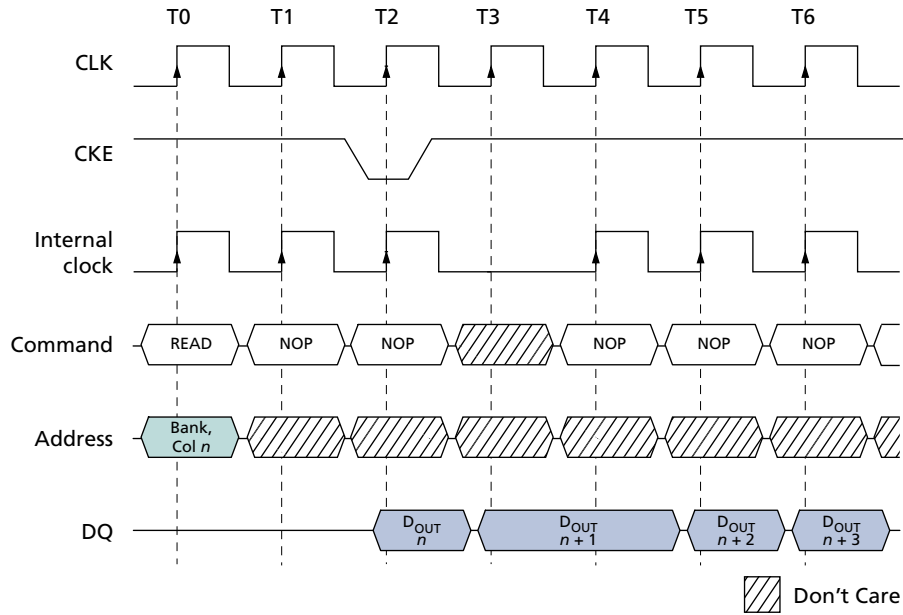 T0 T1 T2 T3 T4 T5 T6
CLK
CKE
Internal
clock
Command READ NOP NOP NOP NOP NOP
Address Bank,
Col n
DQ DOUT DOUT DOUT DOUT
n n + 1 n + 2 n + 3
Don't Care